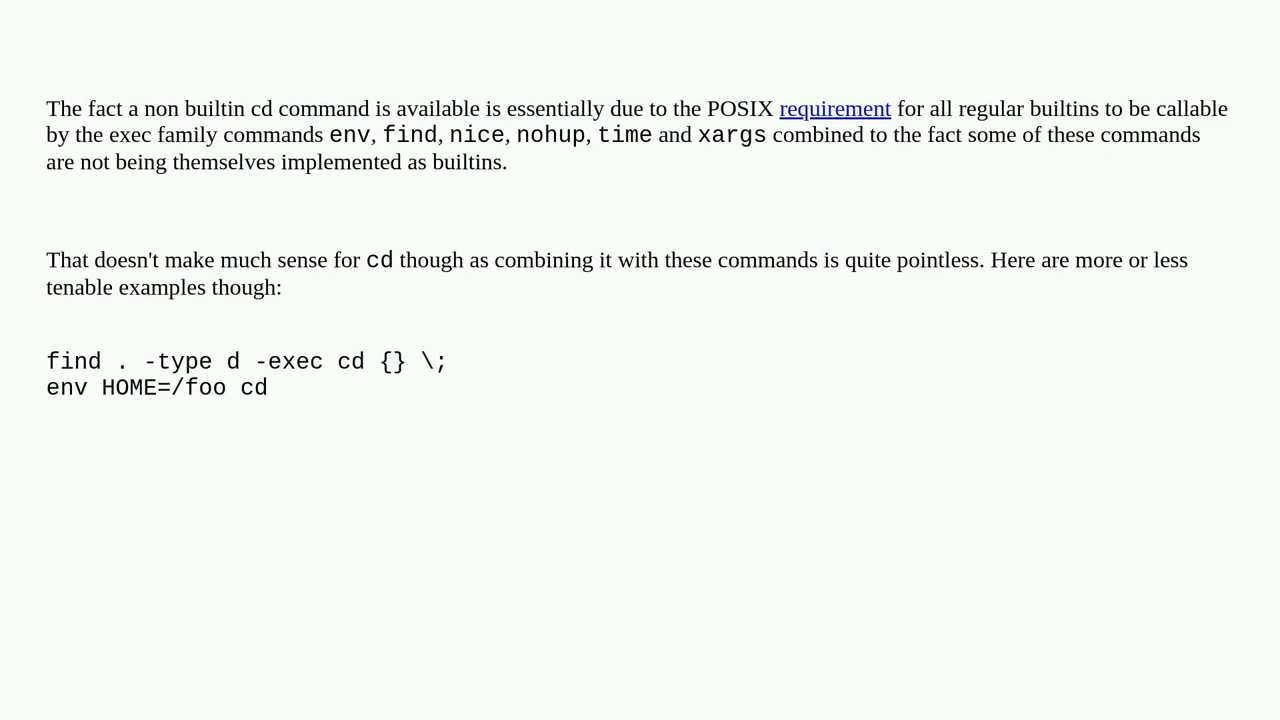 The fact a non builtin cd command is available is essentially due to the POSIX requirement for all regular builtins to be callable
by the exec family commands env, find, nice, nohup, time and xargs combined to the fact some of these commands
are not being themselves implemented as builtins.
That doesn't make much sense for cd though as combining it with these commands is quite pointless. Here are more or less
tenable examples though:
find . -type d -exec cd {} \;
env HOME=/foo cd